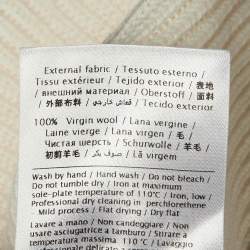 External fabric / Tessuto esterno /
Tissu extérieur / Tejido exterior / 表地
/ внешний материал / Oberstoff / 面料
/ 外部布料 / قماش خارجي / Tecido exterior
100% Virgin wool / Lana vergine /
Laine vierge / Lana virgen / 毛 /
Чистая шерсть / Schurwolle / 羊毛 /
初剪羊毛 / صوف بكر / Lã virgem
Wash by hand / Hand wash / Do not bleach /
Do not tumble dry / Iron at maximum
sole-plate temperature of 110°C / Iron, low /
Professional dry cleaning in perchlorethene
- Mild process / Flat drying / Dry flat
Lavare a mano / Non candeggiare / Non
usare asciugatrice a tamburo / Stirare a
temperatura massima 110°C /